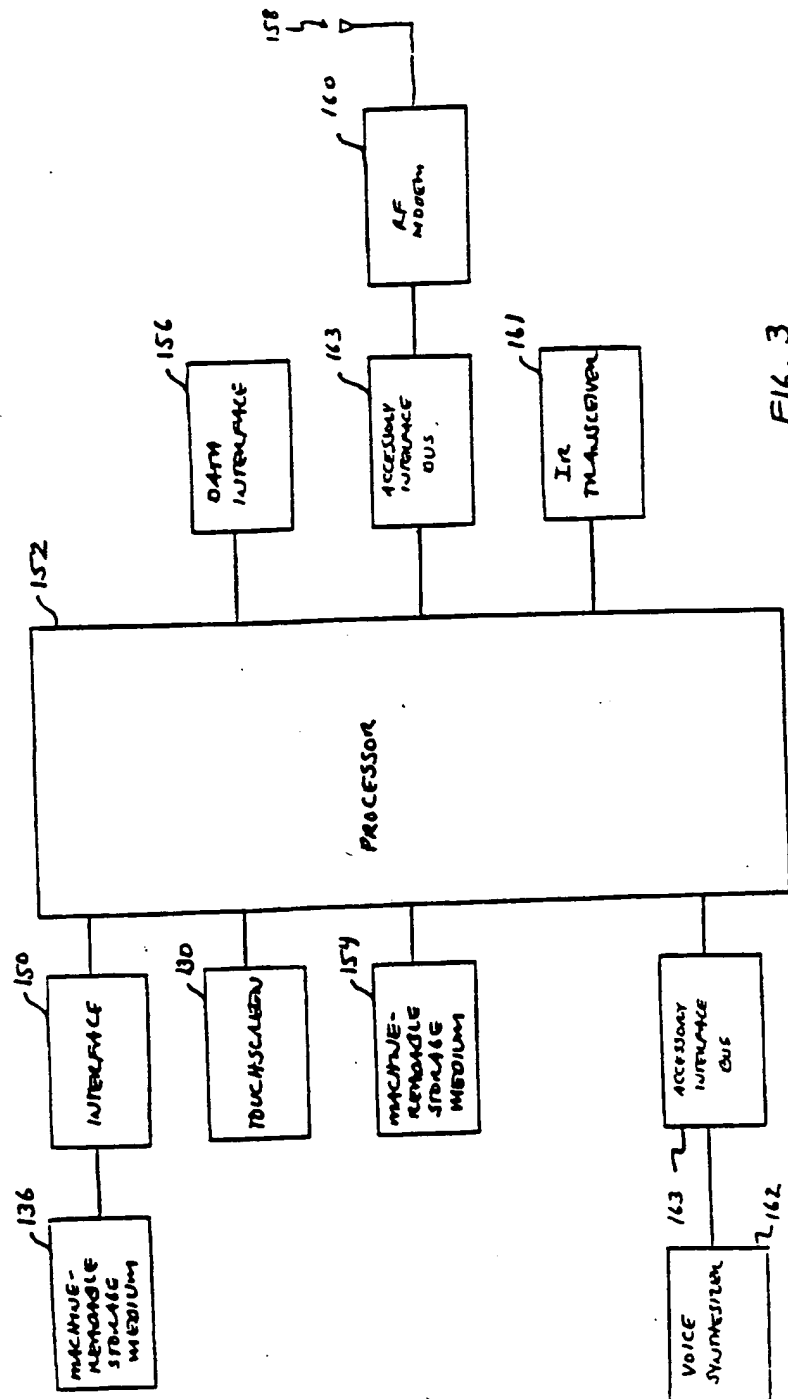 136
MACHINE-
READABLE
STORAGE
MEDIUM
150
INTERFACE
130
TOUCHSCREEN
154
MACHINE-
READABLE
STORAGE
MEDIUM
VOICE
SYNTHESIZER
162
163
ACCESSORY
INTERFACE
BUS
152
PROCESSOR
156
DATA
INTERFACE
163
ACCESSORY
INTERFACE
BUS
161
IR
TRANSCEIVER
160
RF
MODEM
158
FIG. 3